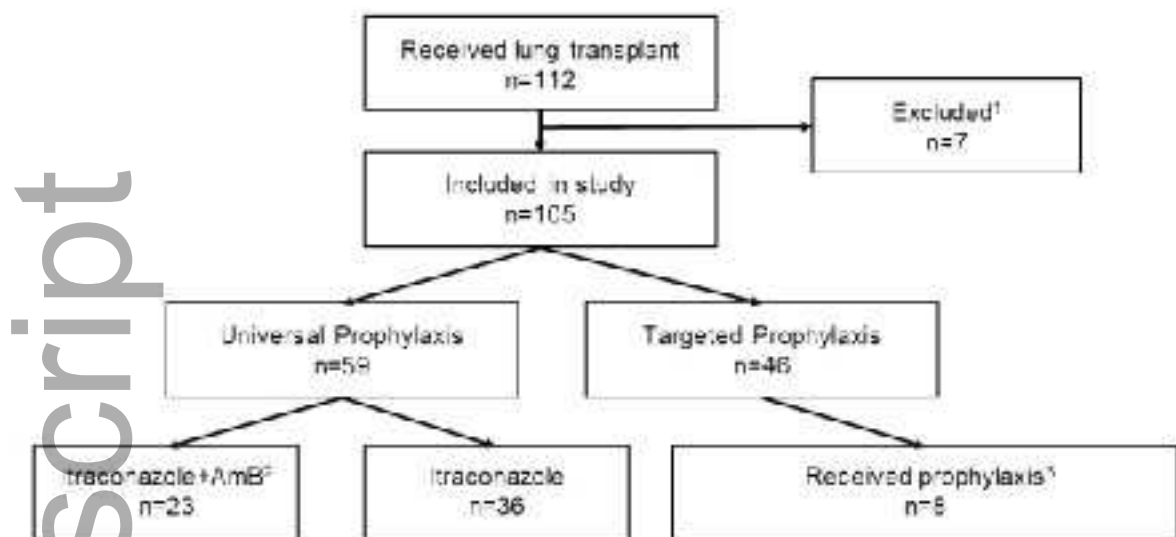 Received lung transplant
n=112
Excluded¹
n=7
Included in study
n=105
Universal Prophylaxis
n=59
Targeted Prophylaxis
n=46
Itraconazole+AmB²
n=23
Itraconazole
n=36
Received prophylaxis³
script